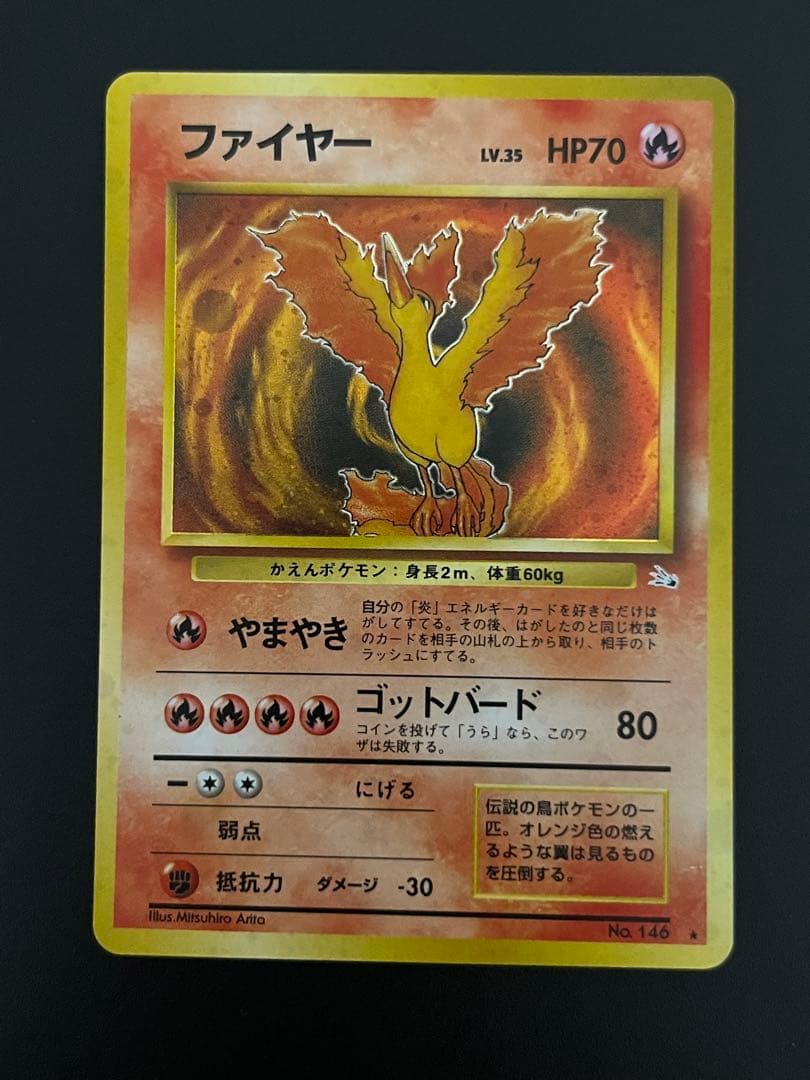 ファイヤー LV.35 HP70
かえんポケモン：身長2m、体重60kg
やまやき
自分の「炎」エネルギーカードを好きなだけは
がしてすてる。その後、はがしたのと同じ枚数
のカードを相手の山札の上から取り、相手のト
ラッシュにすてる。
ゴットバード 80
コインを投げて「うら」なら、このワ
ザは失敗する。
にげる
弱点
抵抗力 ダメージ -30
伝説の鳥ポケモンの一
匹。オレンジ色の燃え
るような翼は見るもの
を圧倒する。
Illus.Mitsuhiro Arita
No. 146 ★